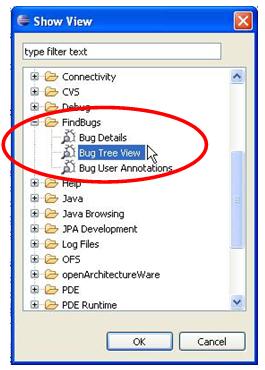 Show View
type filter text
Connectivity
CVS
Debug
FindBugs
Bug Details
Bug Tree View
Bug User Annotations
Help
Java
Java Browsing
JPA Development
Log Files
OFS
openArchitectureWare
PDE
PDE Runtime
OK Cancel